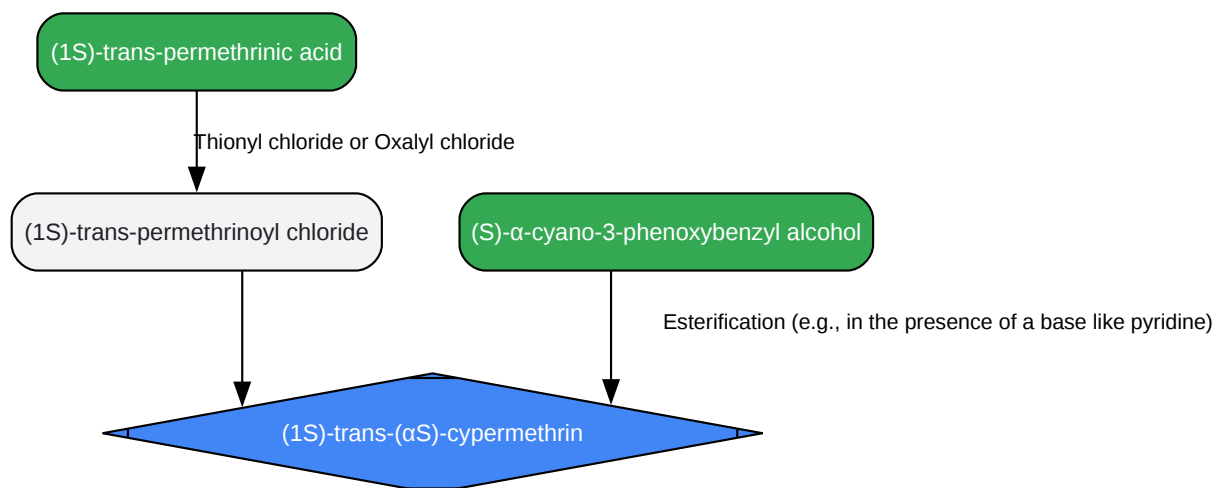 (1S)-trans-permethrinic acid
Thionyl chloride or Oxalyl chloride
(1S)-trans-permethrinoyl chloride
(S)-α-cyano-3-phenoxybenzyl alcohol
Esterification (e.g., in the presence of a base like pyridine)
(1S)-trans-(αS)-cypermethrin